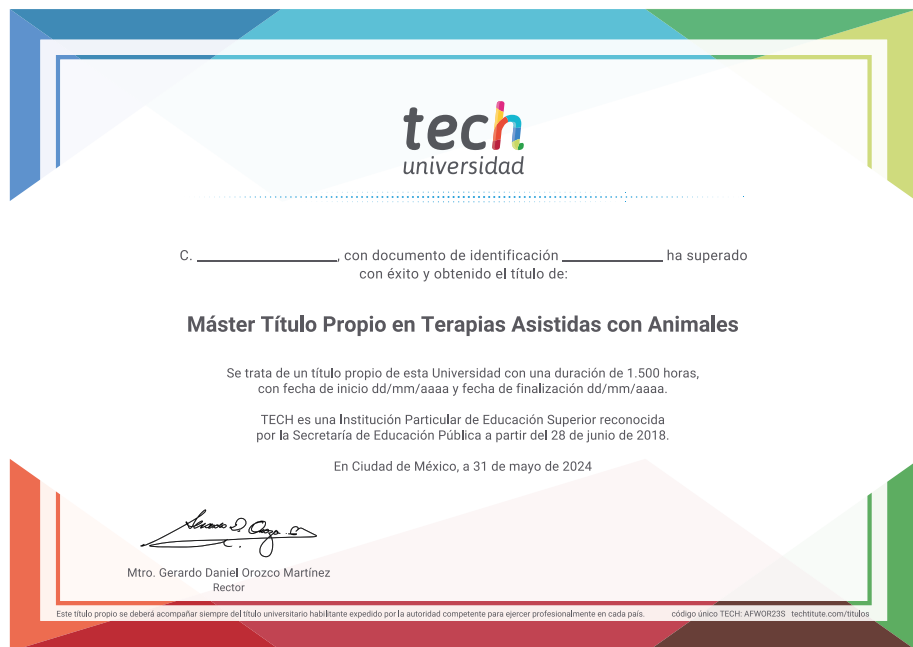 tech
universidad
C. __________________, con documento de identificación _____________ ha superado
con éxito y obtenido el título de:
Máster Título Propio en Terapias Asistidas con Animales
Se trata de un título propio de esta Universidad con una duración de 1.500 horas,
con fecha de inicio dd/mm/aaaa y fecha de finalización dd/mm/aaaa.
TECH es una Institución Particular de Educación Superior reconocida
por la Secretaría de Educación Pública a partir del 28 de junio de 2018.
En Ciudad de México, a 31 de mayo de 2024
Mtro. Gerardo Daniel Orozco Martínez
Rector
Este título propio se deberá acompañar siempre del título universitario habilitante expedido por la autoridad competente para ejercer profesionalmente en cada país. código único TECH: AFWOR23S techtitute.com/titulos